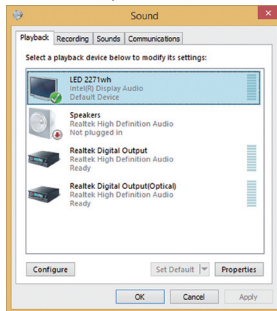 Sound
Playback Recording Sounds Communications
Select a playback device below to modify its settings:
LED 2271wh
Intel(R) Display Audio
Default Device
Speakers
Realtek High Definition Audio
Not plugged in
Realtek Digital Output
Realtek High Definition Audio
Ready
Realtek Digital Output(Optical)
Realtek High Definition Audio
Ready
Configure Set Default Properties
OK Cancel Apply